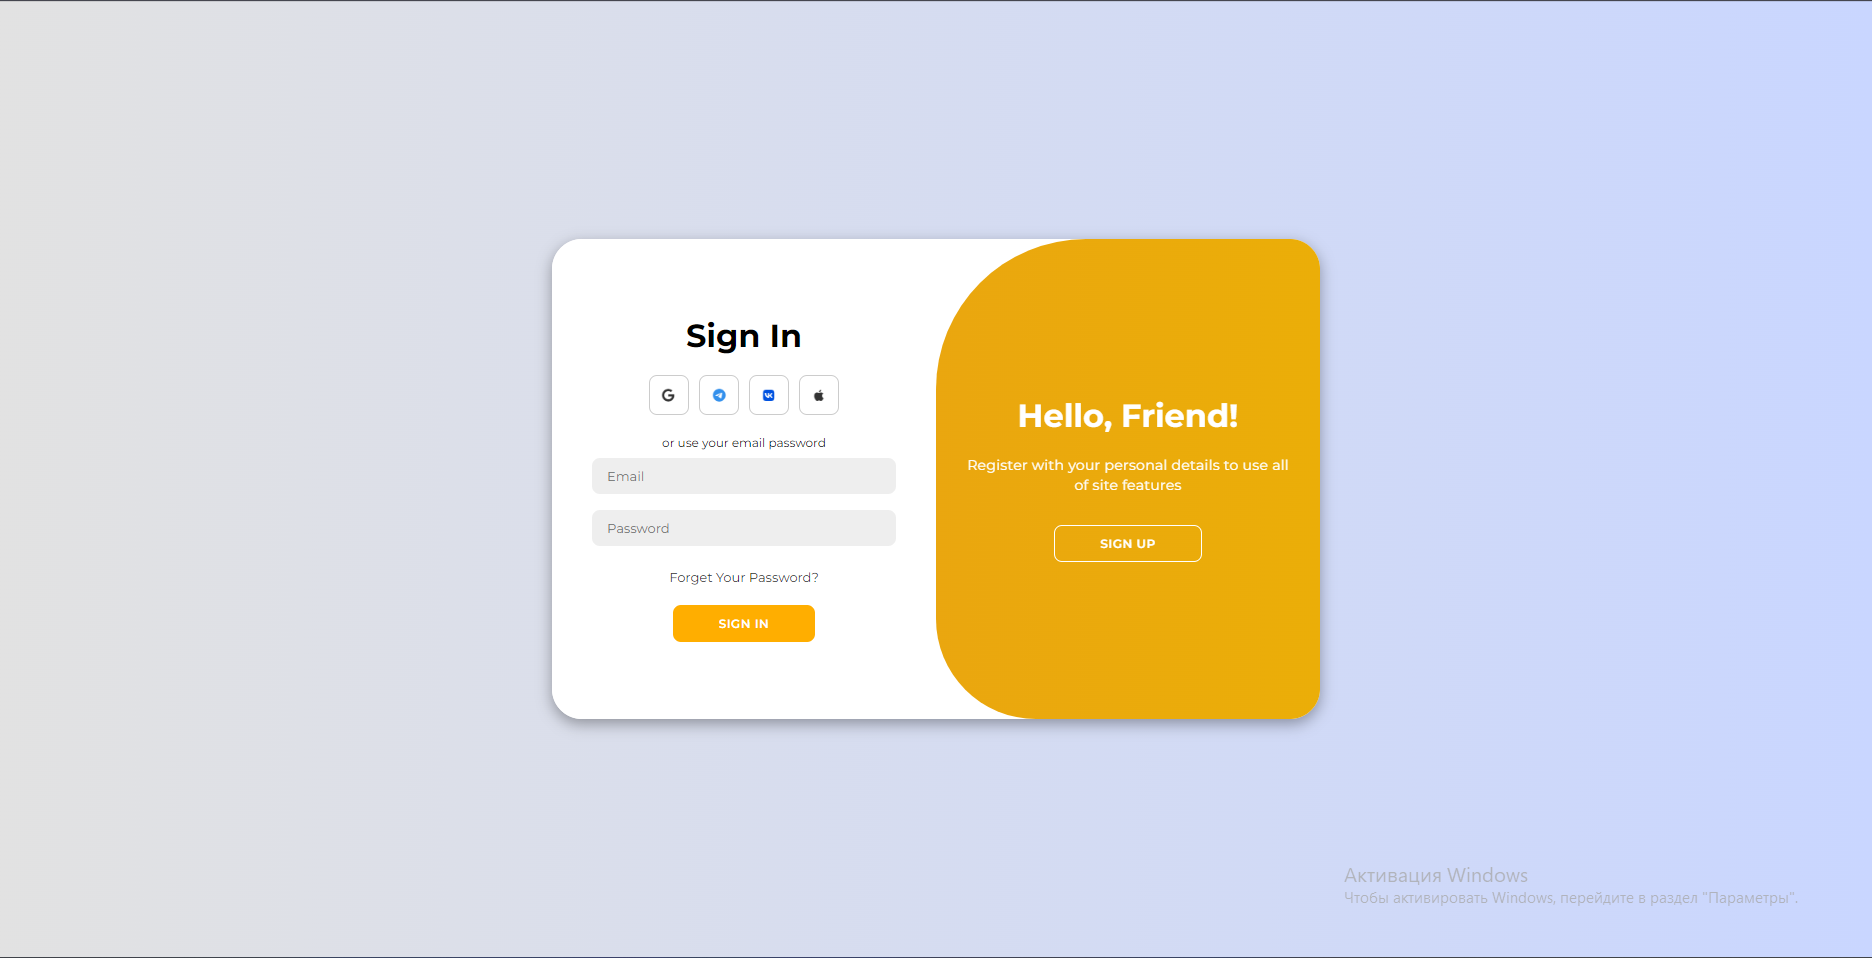 Sign In
or use your email password
Email
Password
Forget Your Password?
SIGN IN
Hello, Friend!
Register with your personal details to use all
of site features
SIGN UP
Активация Windows
Чтобы активировать Windows, перейдите в раздел "Параметры".